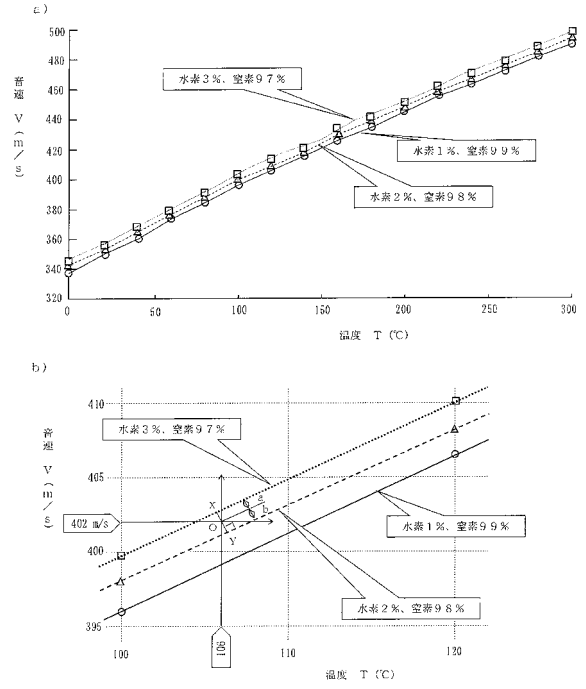 a)
500
480
460
440
420
400
380
360
340
320
音速 V (m/s)
水素3%、窒素97%
水素1%、窒素99%
水素2%、窒素98%
0
50
100
150
200
250
300
温度 T (℃)
b)
410
405
400
395
音速 V (m/s)
水素3%、窒素97%
402 m/s
X
a
b
O
Y
水素1%、窒素99%
水素2%、窒素98%
100
106
110
120
温度 T (℃)